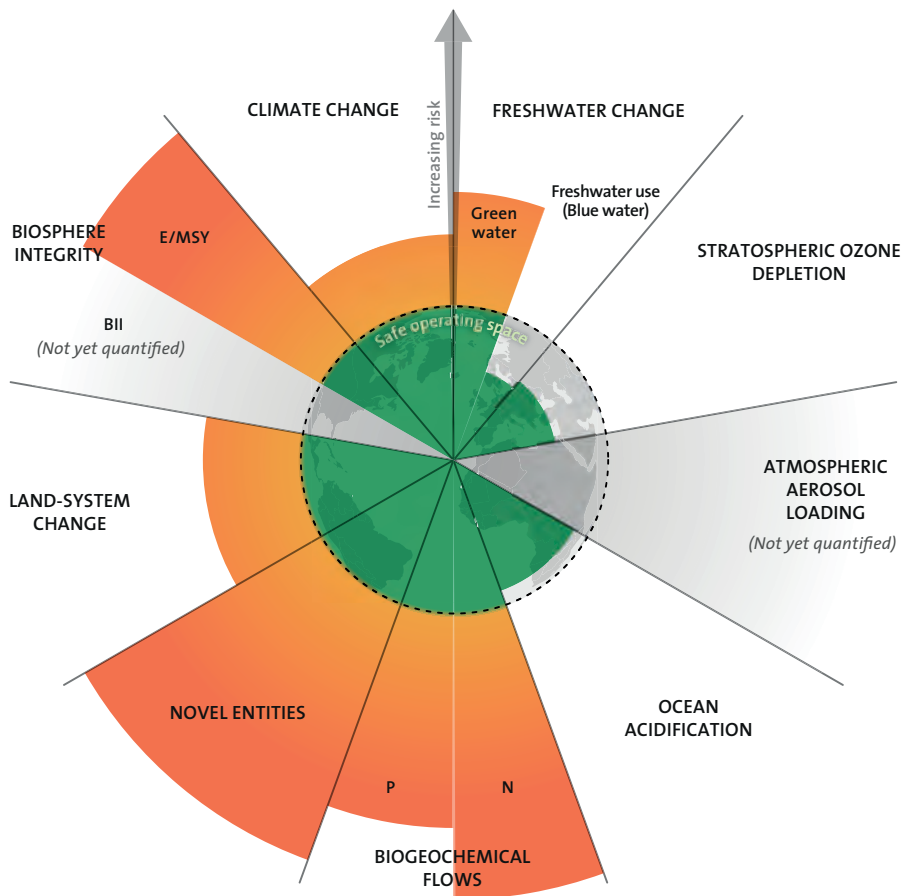 CLIMATE CHANGE
Increasing risk
FRESHWATER CHANGE
Green
water
Freshwater use
(Blue water)
BIOSPHERE
INTEGRITY
E/MSY
STRATOSPHERIC OZONE
DEPLETION
BII
(Not yet quantified)
Safe operating space
LAND-SYSTEM
CHANGE
ATMOSPHERIC
AEROSOL
LOADING
(Not yet quantified)
NOVEL ENTITIES
OCEAN
ACIDIFICATION
P
N
BIOGEOCHEMICAL
FLOWS